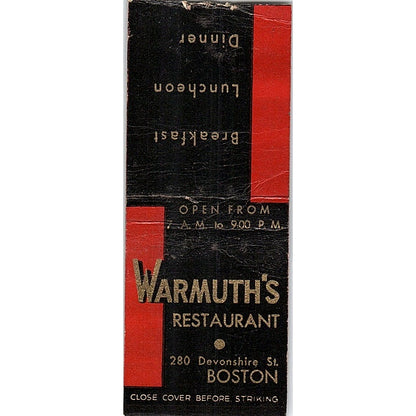 Breakfast
Luncheon
Dinner
OPEN FROM
7 A.M. to 9:00 P.M.
WARMUTH'S
RESTAURANT
280 Devonshire St.
BOSTON
CLOSE COVER BEFORE STRIKING